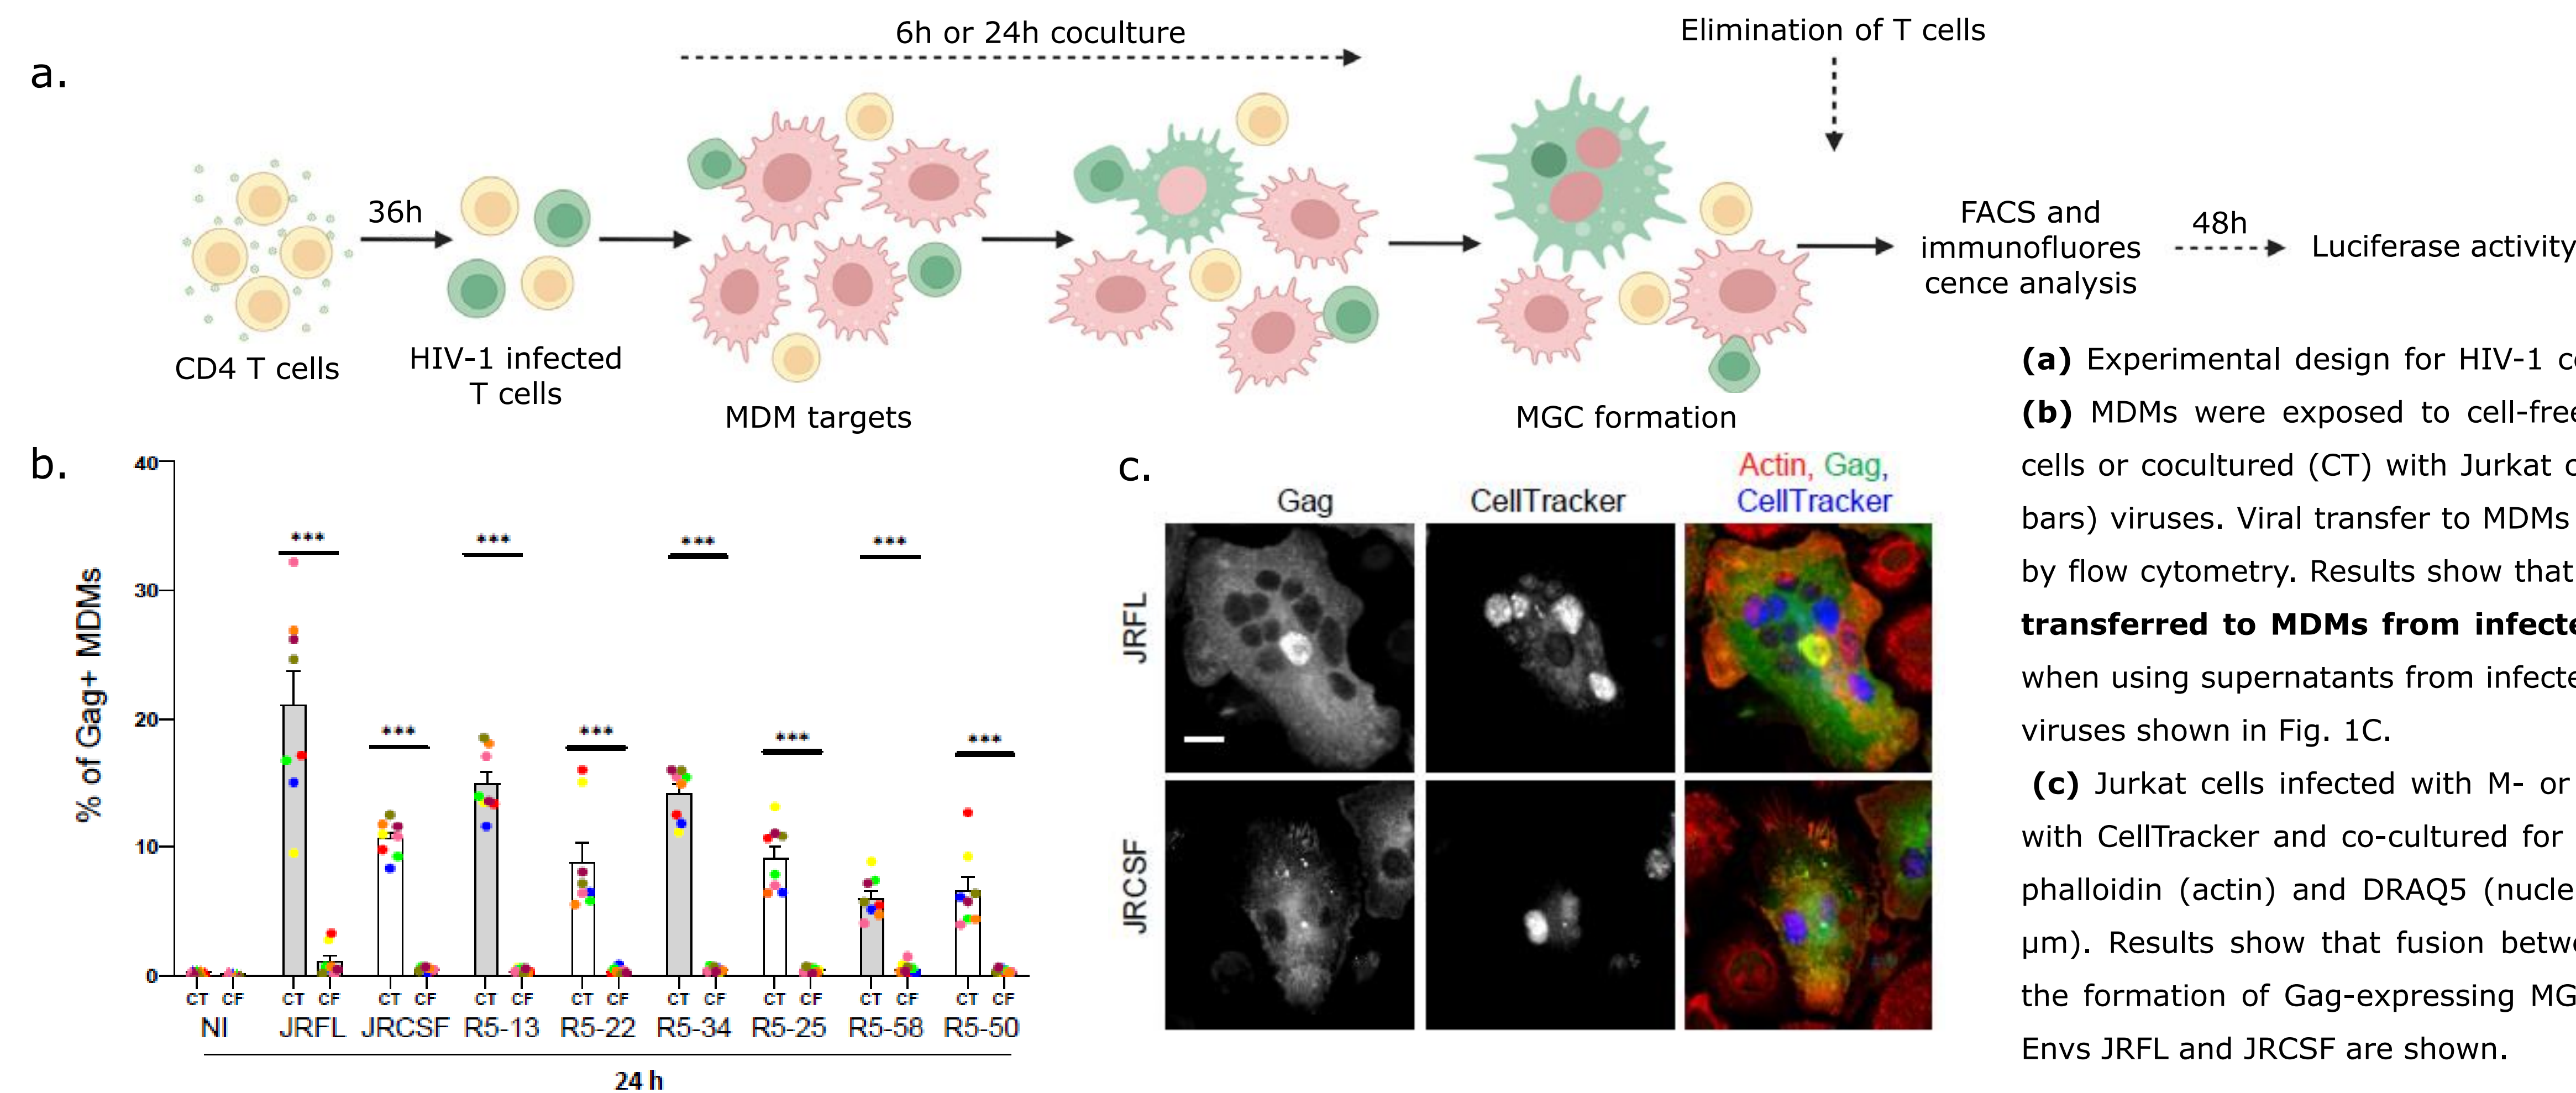 6h or 24h coculture
Elimination of T cells
a.
36h
FACS and
immunofluores
cence analysis
48h
Luciferase activity
CD4 T cells
HIV-1 infected
T cells
MDM targets
MGC formation
b.
% of Gag+ MDMs
40
30
20
10
0
***
***
***
***
***
***
***
***
CT CF CT CF CT CF CT CF CT CF CT CF CT CF CT CF CT CF
NI JRFL JRCSF R5-13 R5-22 R5-34 R5-25 R5-58 R5-50
24 h
c.
Gag
CellTracker
Actin, Gag,
CellTracker
JRFL
JRCSF
(a) Experimental design for HIV-1
(b) MDMs were exposed to cell-free
cells or cocultured (CT) with Jurkat
bars) viruses. Viral transfer to MDMs
by flow cytometry. Results show that
transferred to MDMs from
when using supernatants from
viruses shown in Fig. 1C.
(c) Jurkat cells infected with M- or
with CellTracker and co-cultured for
phalloidin (actin) and DRAQ5
μm). Results show that fusion
the formation of Gag-expressing
Envs JRFL and JRCSF are shown.